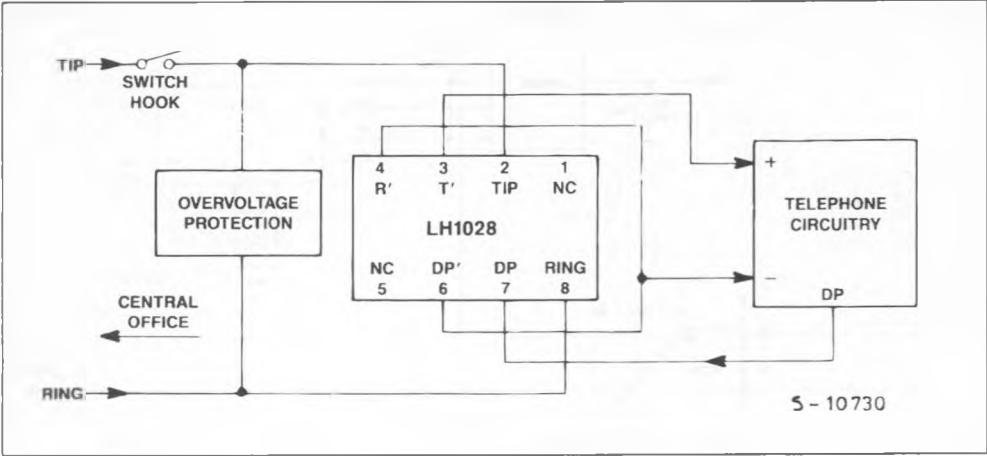 TIP
SWITCH
HOOK
4 3 2 1
R' T' TIP NC
LH1028
NC DP' DP RING
5 6 7 8
OVERVOLTAGE
PROTECTION
CENTRAL
OFFICE
RING
+
TELEPHONE
CIRCUITRY
−
DP
S-10730